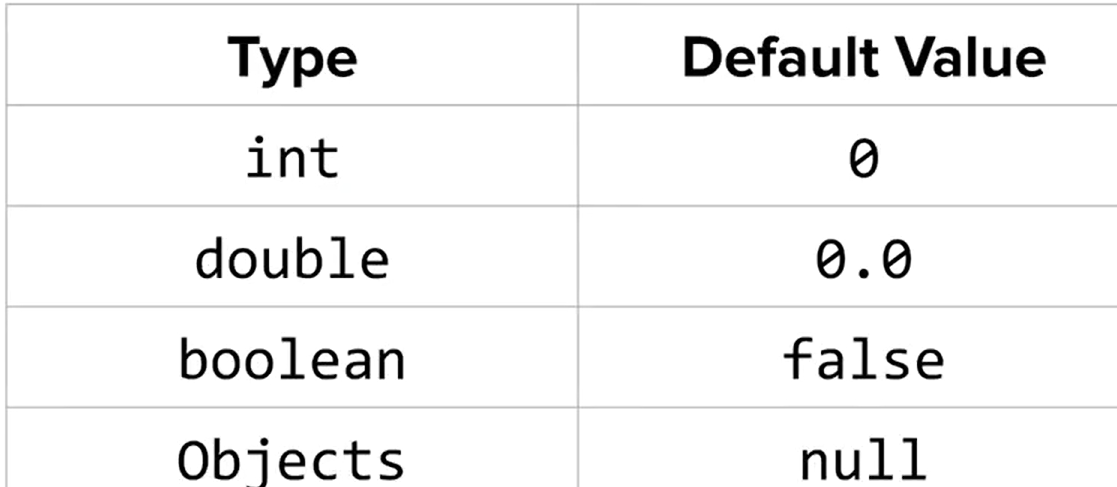 Type Default Value
int 0
double 0.0
boolean false
Objects null